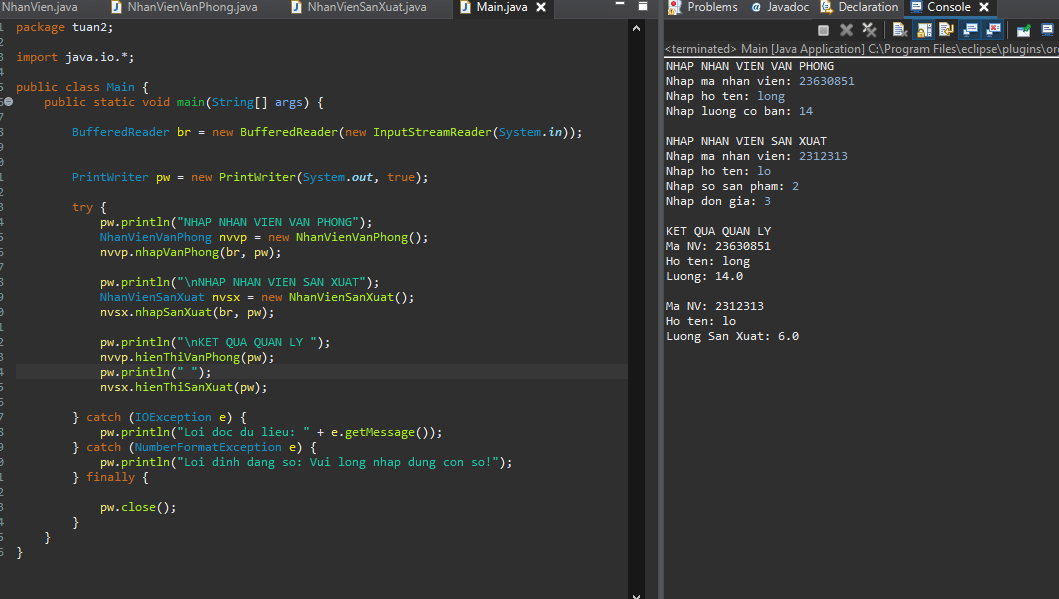 NhanVien.java NhanVienVanPhong.java NhanVienSanXuat.java Main.java
package tuan2;
import java.io.*;
public class Main {
public static void main(String[] args) {
BufferedReader br = new BufferedReader(new InputStreamReader(System.in));
PrintWriter pw = new PrintWriter(System.out, true);
try {
pw.println("NHAP NHAN VIEN VAN PHONG");
NhanVienVanPhong nvvp = new NhanVienVanPhong();
nvvp.nhapVanPhong(br, pw);
pw.println("\nNHAP NHAN VIEN SAN XUAT");
NhanVienSanXuat nvsx = new NhanVienSanXuat();
nvsx.nhapSanXuat(br, pw);
pw.println("\nKET QUA QUAN LY ");
nvvp.hienThiVanPhong(pw);
pw.println(" ");
nvsx.hienThiSanXuat(pw);
} catch (IOException e) {
pw.println("Loi doc du lieu: " + e.getMessage());
} catch (NumberFormatException e) {
pw.println("Loi dinh dang so: Vui long nhap dung con so!");
} finally {
pw.close();
}
}
}
Problems Javadoc Declaration Console
<terminated> Main [Java Application] C:\Program Files\eclipse\plugins\or
NHAP NHAN VIEN VAN PHONG
Nhap ma nhan vien: 23630851
Nhap ho ten: long
Nhap luong co ban: 14
NHAP NHAN VIEN SAN XUAT
Nhap ma nhan vien: 2312313
Nhap ho ten: lo
Nhap so san pham: 2
Nhap don gia: 3
KET QUA QUAN LY
Ma NV: 23630851
Ho ten: long
Luong: 14.0
Ma NV: 2312313
Ho ten: lo
Luong San Xuat: 6.0